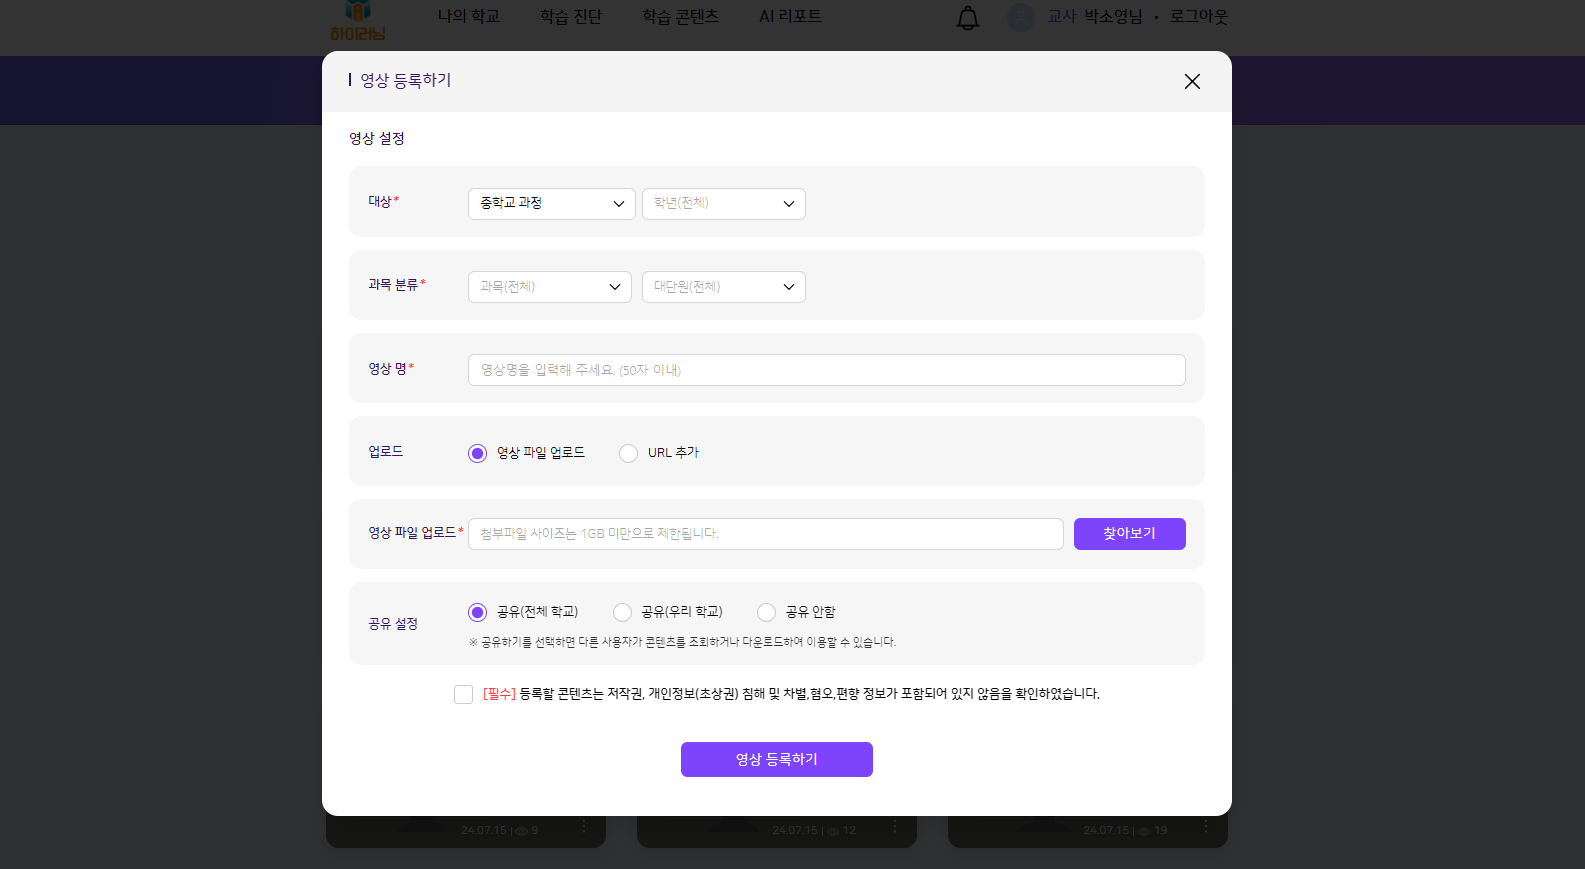 하이러닝
나의 학교 학습 진단 학습 콘텐츠 AI 리포트 교사 박소영님 • 로그아웃
영상 등록하기
영상 설정
대상* 중학교 과정 학년(전체)
과목 분류* 과목(전체) 대단원(전체)
영상 명* 영상명을 입력해 주세요. (50자 이내)
업로드 영상 파일 업로드 URL 추가
영상 파일 업로드* 첨부파일 사이즈는 1GB 미만으로 제한됩니다. 찾아보기
공유 설정 공유(전체 학교) 공유(우리 학교) 공유 안함
※ 공유하기를 선택하면 다른 사용자가 콘텐츠를 조회하거나 다운로드하여 이용할 수 있습니다.
[필수] 등록할 콘텐츠는 저작권, 개인정보(초상권) 침해 및 차별,혐오,편향 정보가 포함되어 있지 않음을 확인하였습니다.
영상 등록하기
24.07.15 | 9 24.07.15 | 12 24.07.15 | 19